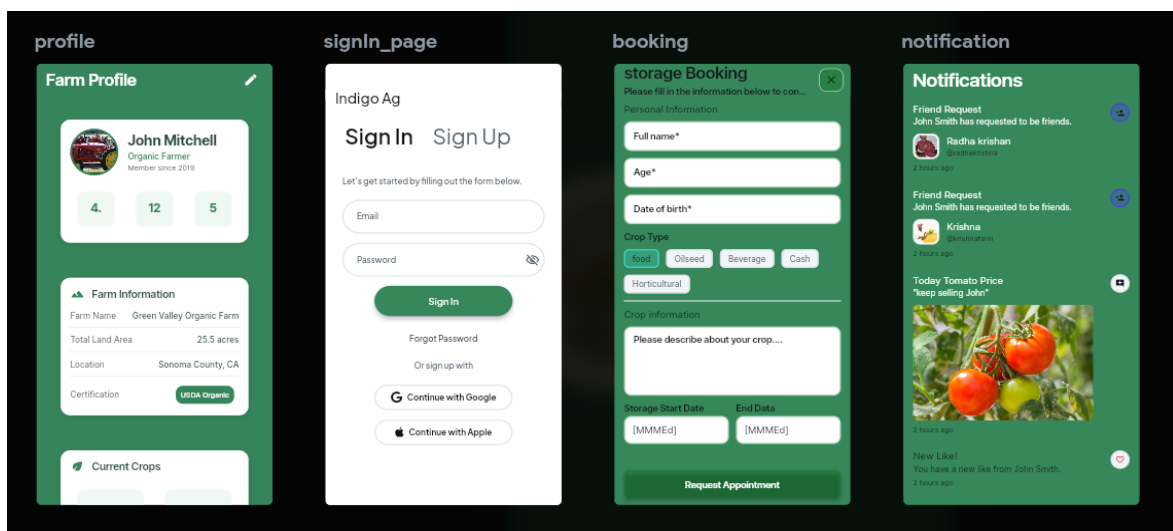 profile
Farm Profile
John Mitchell
Organic Farmer
Member since 2019
4.
12
5
Farm Information
Farm Name Green Valley Organic Farm
Total Land Area 25.5 acres
Location Sonoma County, CA
Certification USDA Organic
Current Crops
signIn_page
Indigo Ag
Sign In Sign Up
Let's get started by filling out the form below.
Email
Password
Sign In
Forgot Password
Or sign up with
Continue with Google
Continue with Apple
booking
storage Booking
Please fill in the information below to con...
Personal Information
Full name*
Age*
Date of birth*
Crop Type
food Oilseed Beverage Cash
Horticultural
Crop information
Please describe about your crop....
Storage Start Date End Data
[MMMEd] [MMMEd]
Request Appointment
notification
Notifications
Friend Request
John Smith has requested to be friends.
Radha krishan
@radhakrishna
2 hours ago
Friend Request
John Smith has requested to be friends.
Krishna
@krishnafarm
2 hours ago
Today Tomato Price
"keep selling John"
2 hours ago
New Like!
You have a new like from John Smith.
2 hours ago